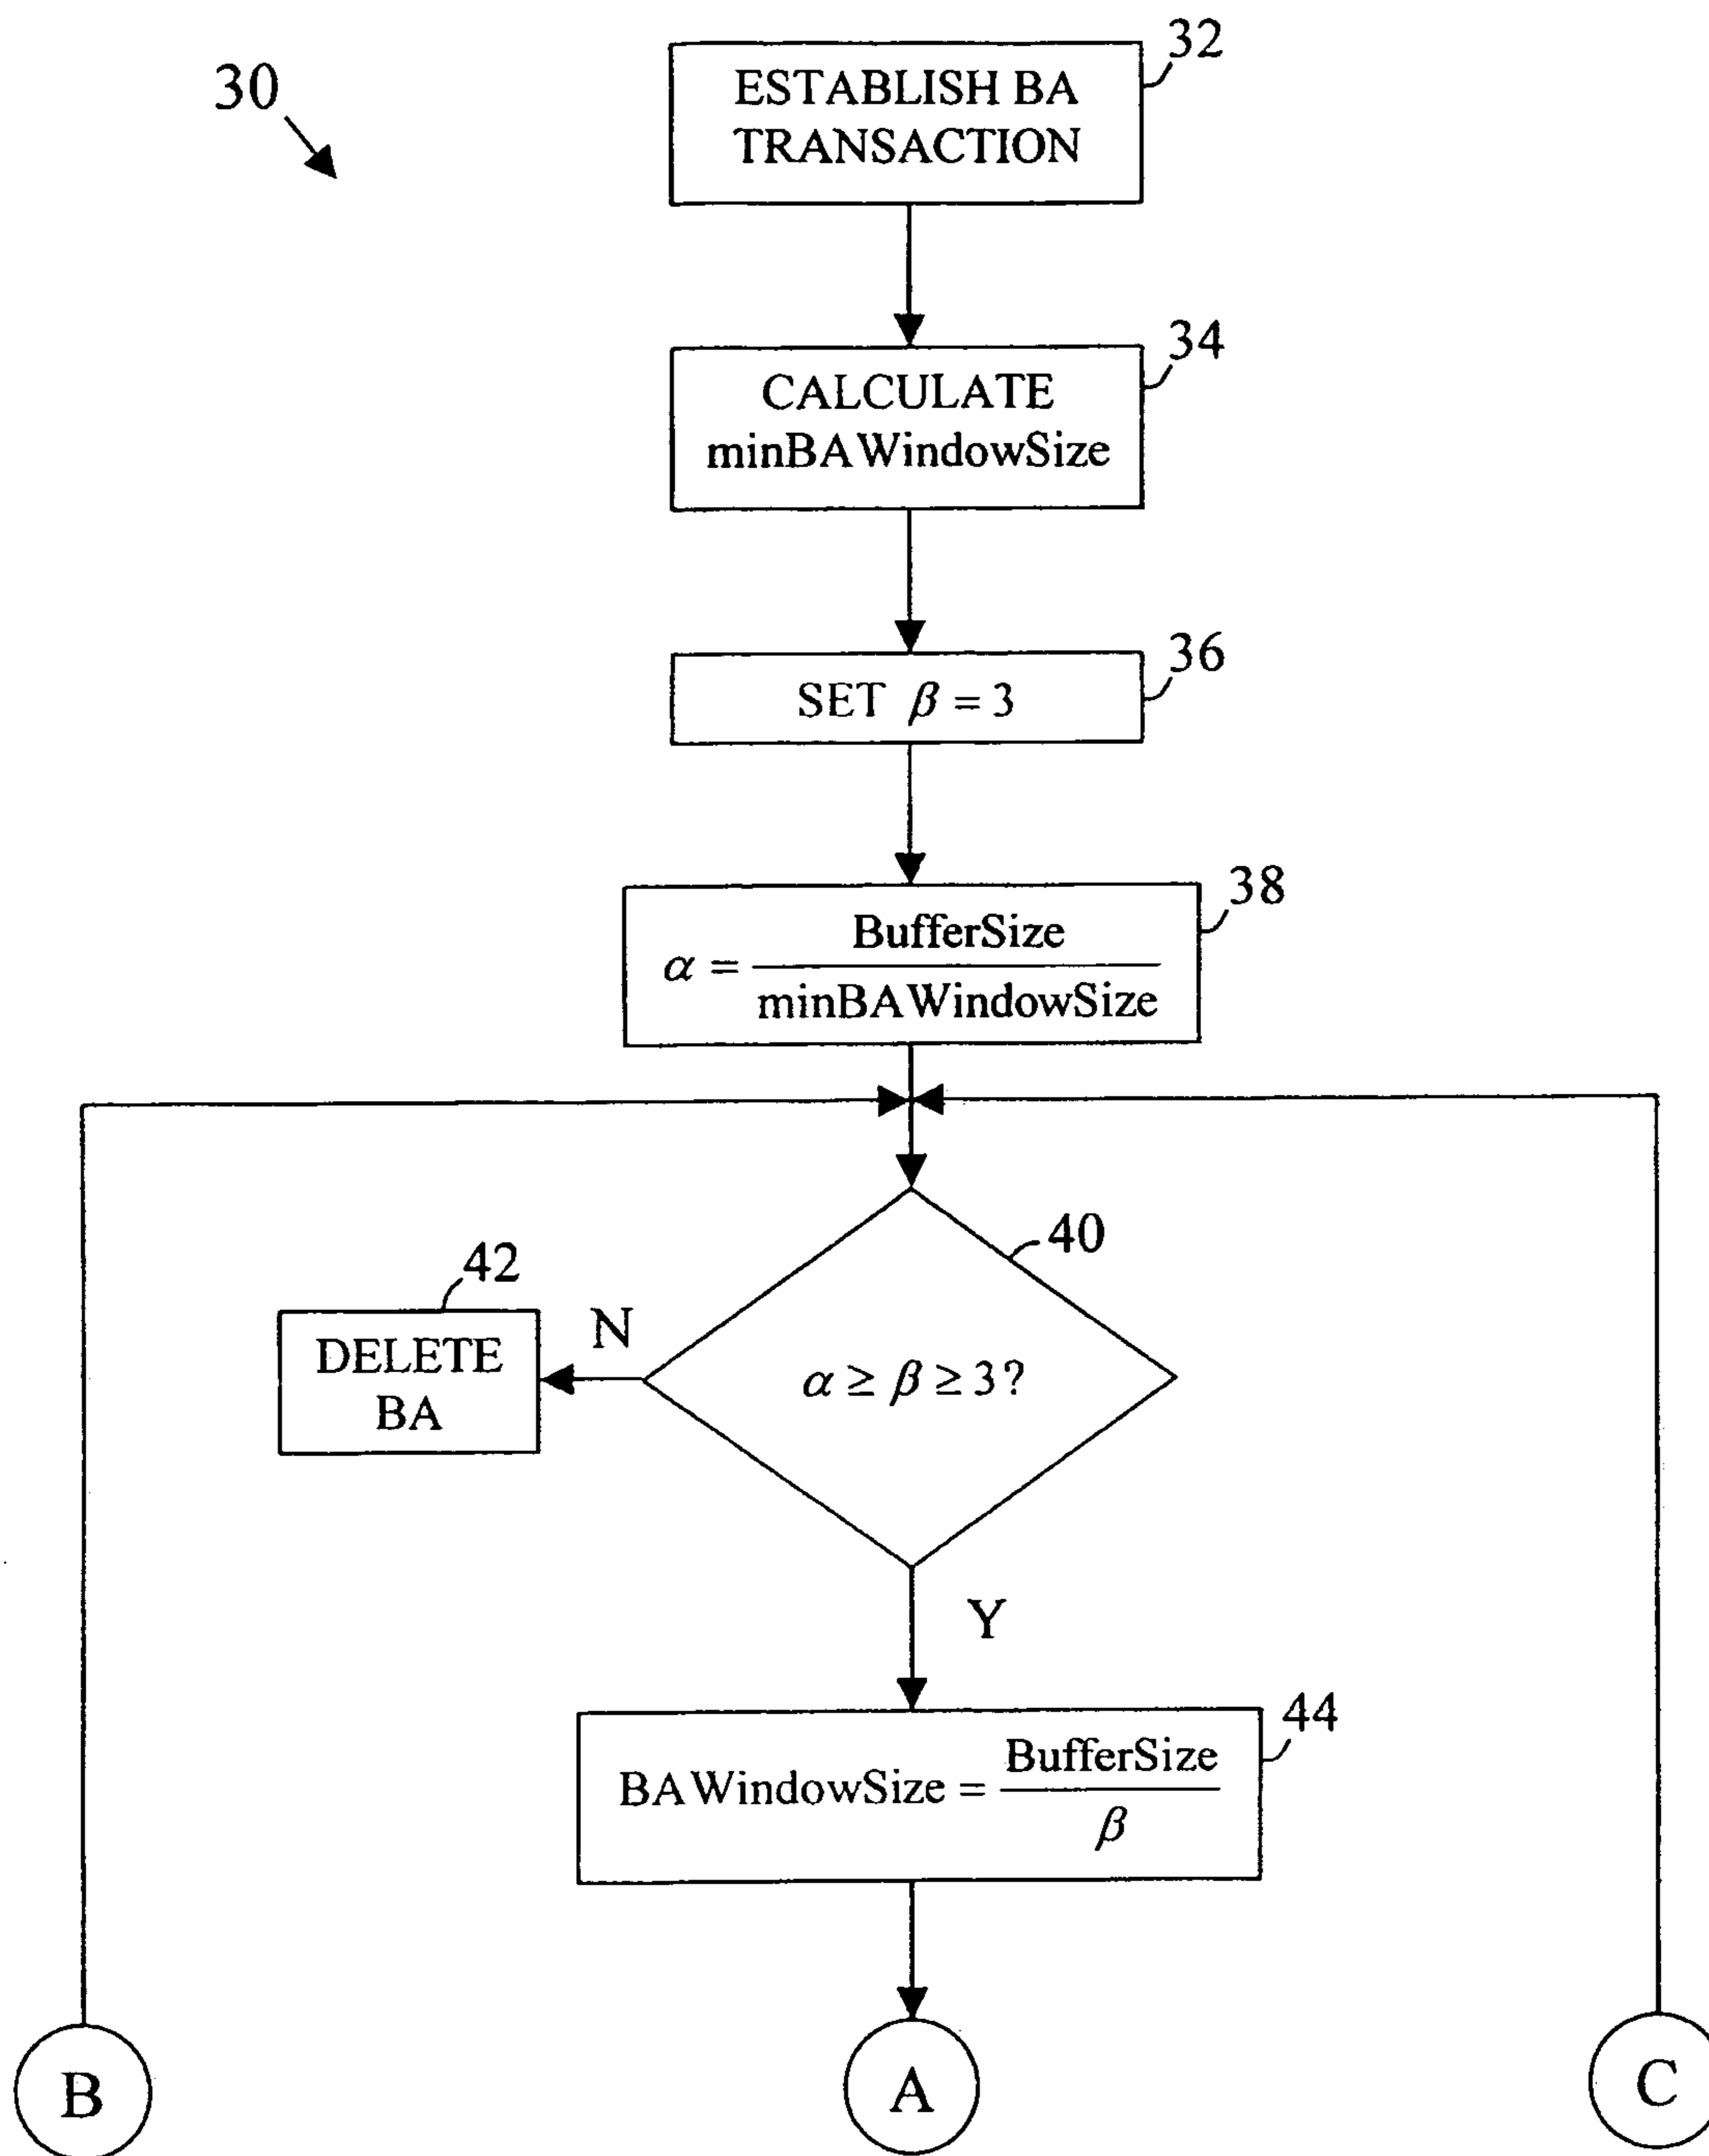 30
32
ESTABLISH BA
TRANSACTION
34
CALCULATE
minBAWindowSize
36
SET β = 3
38
α = BufferSize / minBAWindowSize
40
α ≥ β ≥ 3?
42
DELETE
BA
N
Y
44
BAWindowSize = BufferSize / β
B
A
C